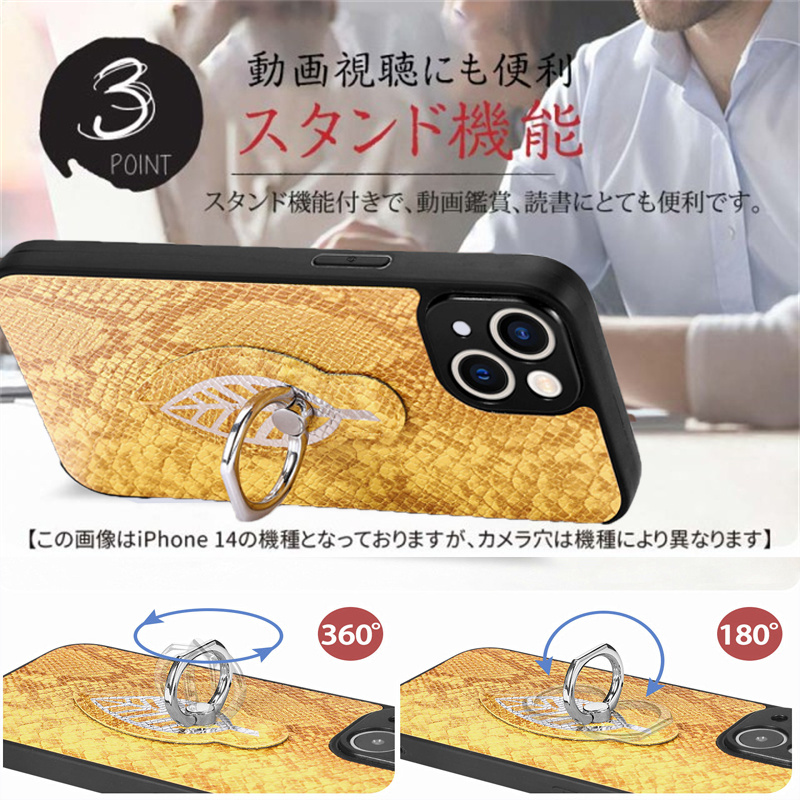 3
POINT
動画視聴にも便利
スタンド機能
スタンド機能付きで、動画鑑賞、読書にとても便利です。
【この画像はiPhone 14の機種となっておりますが、カメラ穴は機種により異なります】
360°
180°